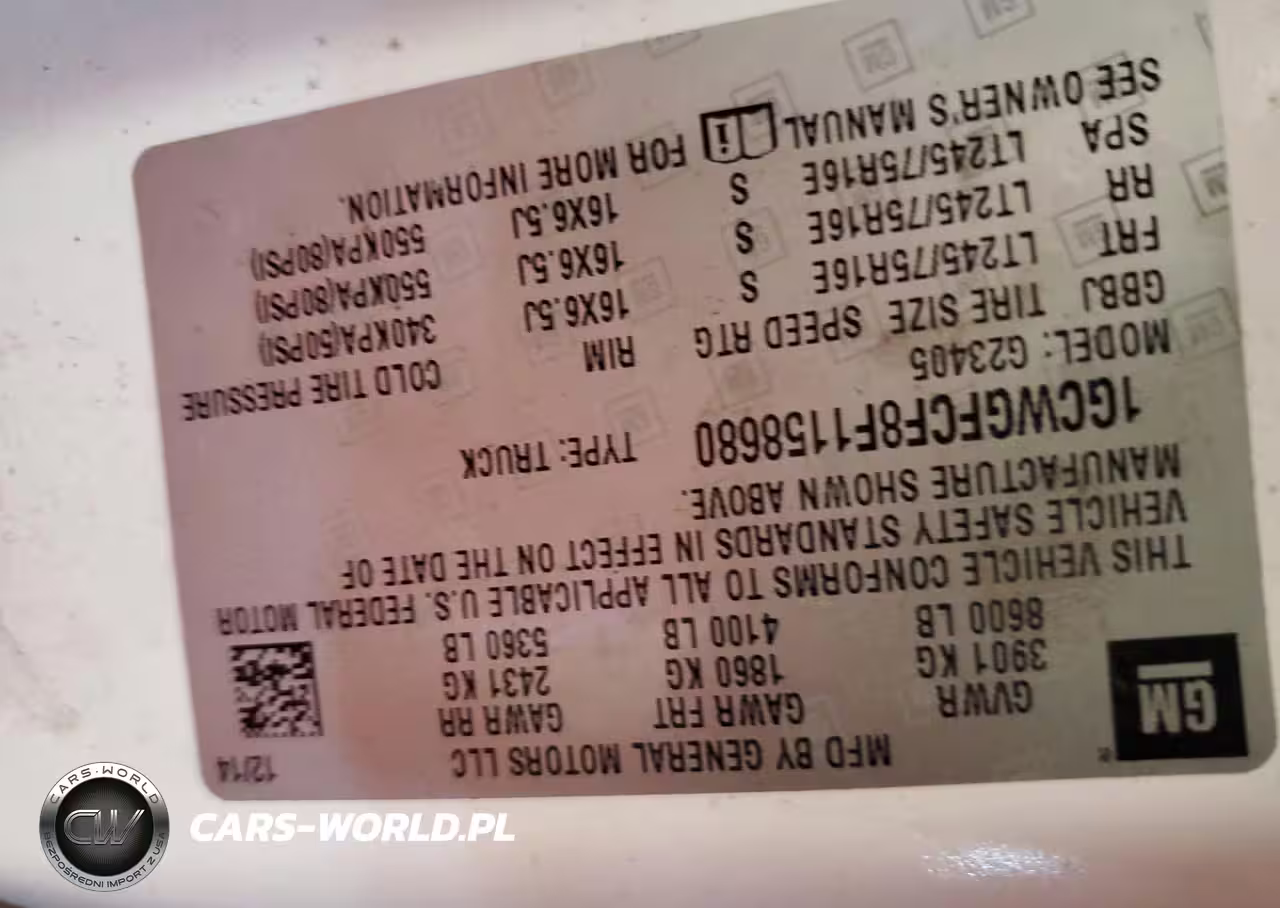 GM
MFD BY GENERAL MOTORS LLC
12/14
GVWR GAWR FRT GAWR RR
3901 KG 1860 KG 2431 KG
8600 LB 4100 LB 5360 LB
THIS VEHICLE CONFORMS TO ALL APPLICABLE U.S. FEDERAL MOTOR
VEHICLE SAFETY STANDARDS IN EFFECT ON THE DATE OF
MANUFACTURE SHOWN ABOVE.
1GCWGFCF8F1158680 TYPE: TRUCK
MODEL: G23405
GBBJ TIRE SIZE SPEED RTG RIM COLD TIRE PRESSURE
FRT LT245/75R16E S 16X6.5J 340KPA(50PSI)
RR LT245/75R16E S 16X6.5J 550KPA(80PSI)
SPA LT245/75R16E S 16X6.5J 550KPA(80PSI)
SEE OWNER'S MANUAL i FOR MORE INFORMATION.
CARS-WORLD
CW
BEZPOŚREDNI IMPORT Z USA
CARS-WORLD.PL